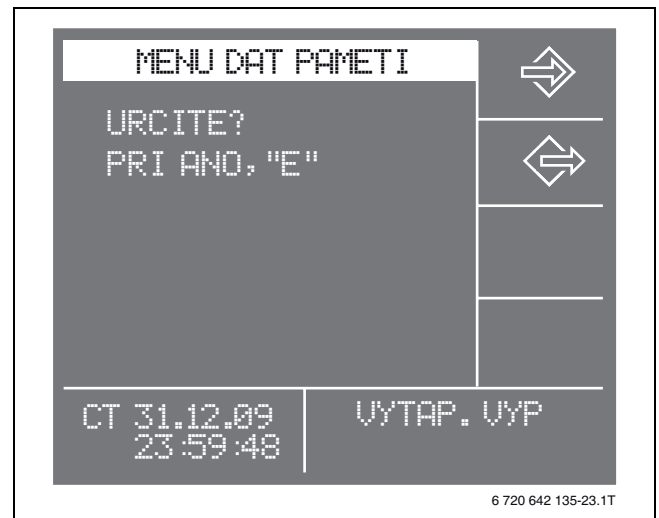 MENU DAT PAMETI
URCITE?
PRI ANO, "E"
CT 31.12.09
23:59:48
VYTAP. VYP
6 720 642 135-23.1T